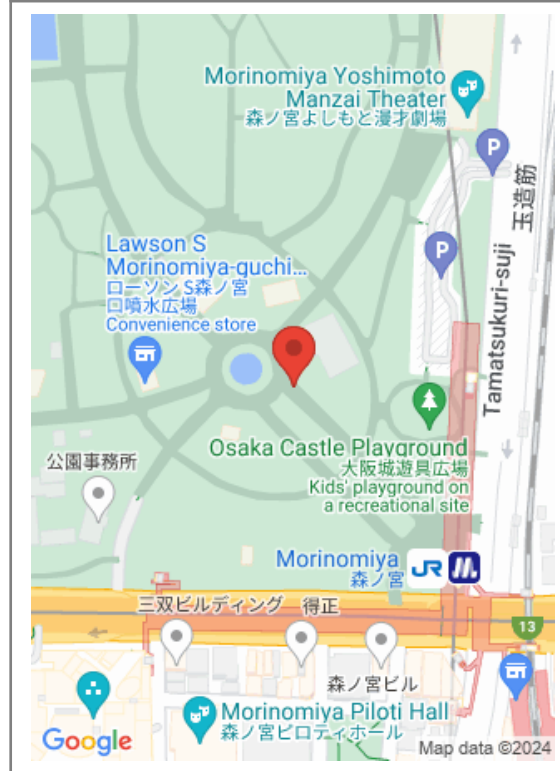 Morinomiya Yoshimoto
Manzai Theater
森ノ宮よしもと漫才劇場
P
玉造筋
Tamatsukuri-suji
P
Lawson S
Morinomiya-guchi...
ローソン S森ノ宮
口噴水広場
Convenience store
Osaka Castle Playground
大阪城遊具広場
Kids' playground on
a recreational site
公園事務所
Morinomiya
森ノ宮
JR
三双ビルディング
得正
13
森ノ宮ビル
Morinomiya Piloti Hall
森ノ宮ピロティホール
Google
Map data ©2024